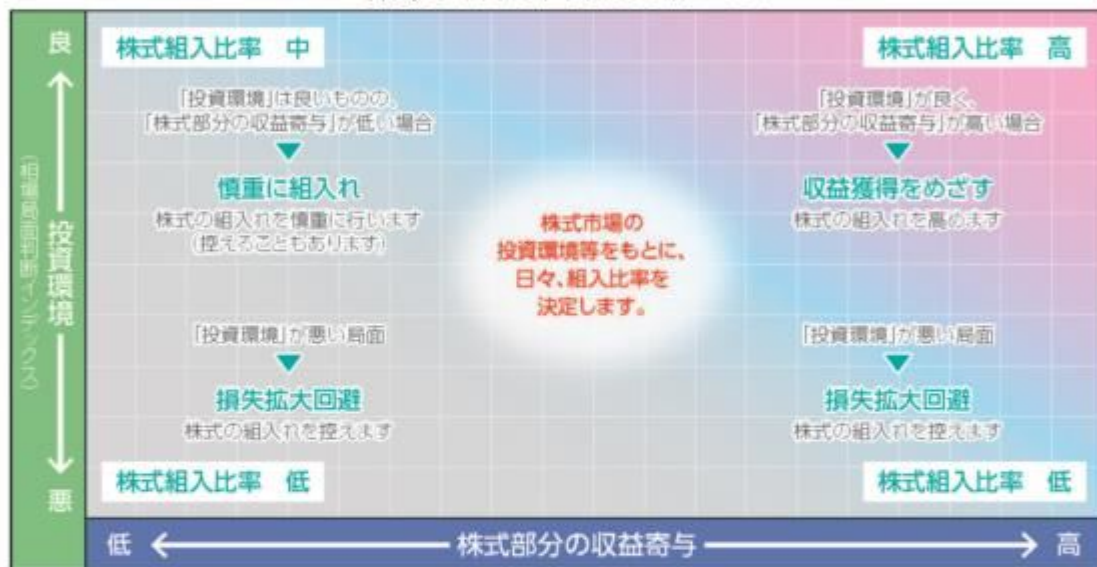 良
投資環境
(相場局面判断インデックス)
悪
株式組入比率 中
「投資環境」は良いものの、
「株式部分の収益寄与」が低い場合
慎重に組入れ
株式の組入れを慎重に行います
(控えることもあります)
株式組入比率 高
「投資環境」が良く、
「株式部分の収益寄与」が高い場合
収益獲得をめざす
株式の組入れを高めます
株式市場の
投資環境等をもとに、
日々、組入比率を
決定します。
「投資環境」が悪い局面
損失拡大回避
株式の組入れを控えます
株式組入比率 低
「投資環境」が悪い局面
損失拡大回避
株式の組入れを控えます
株式組入比率 低
低
株式部分の収益寄与
高